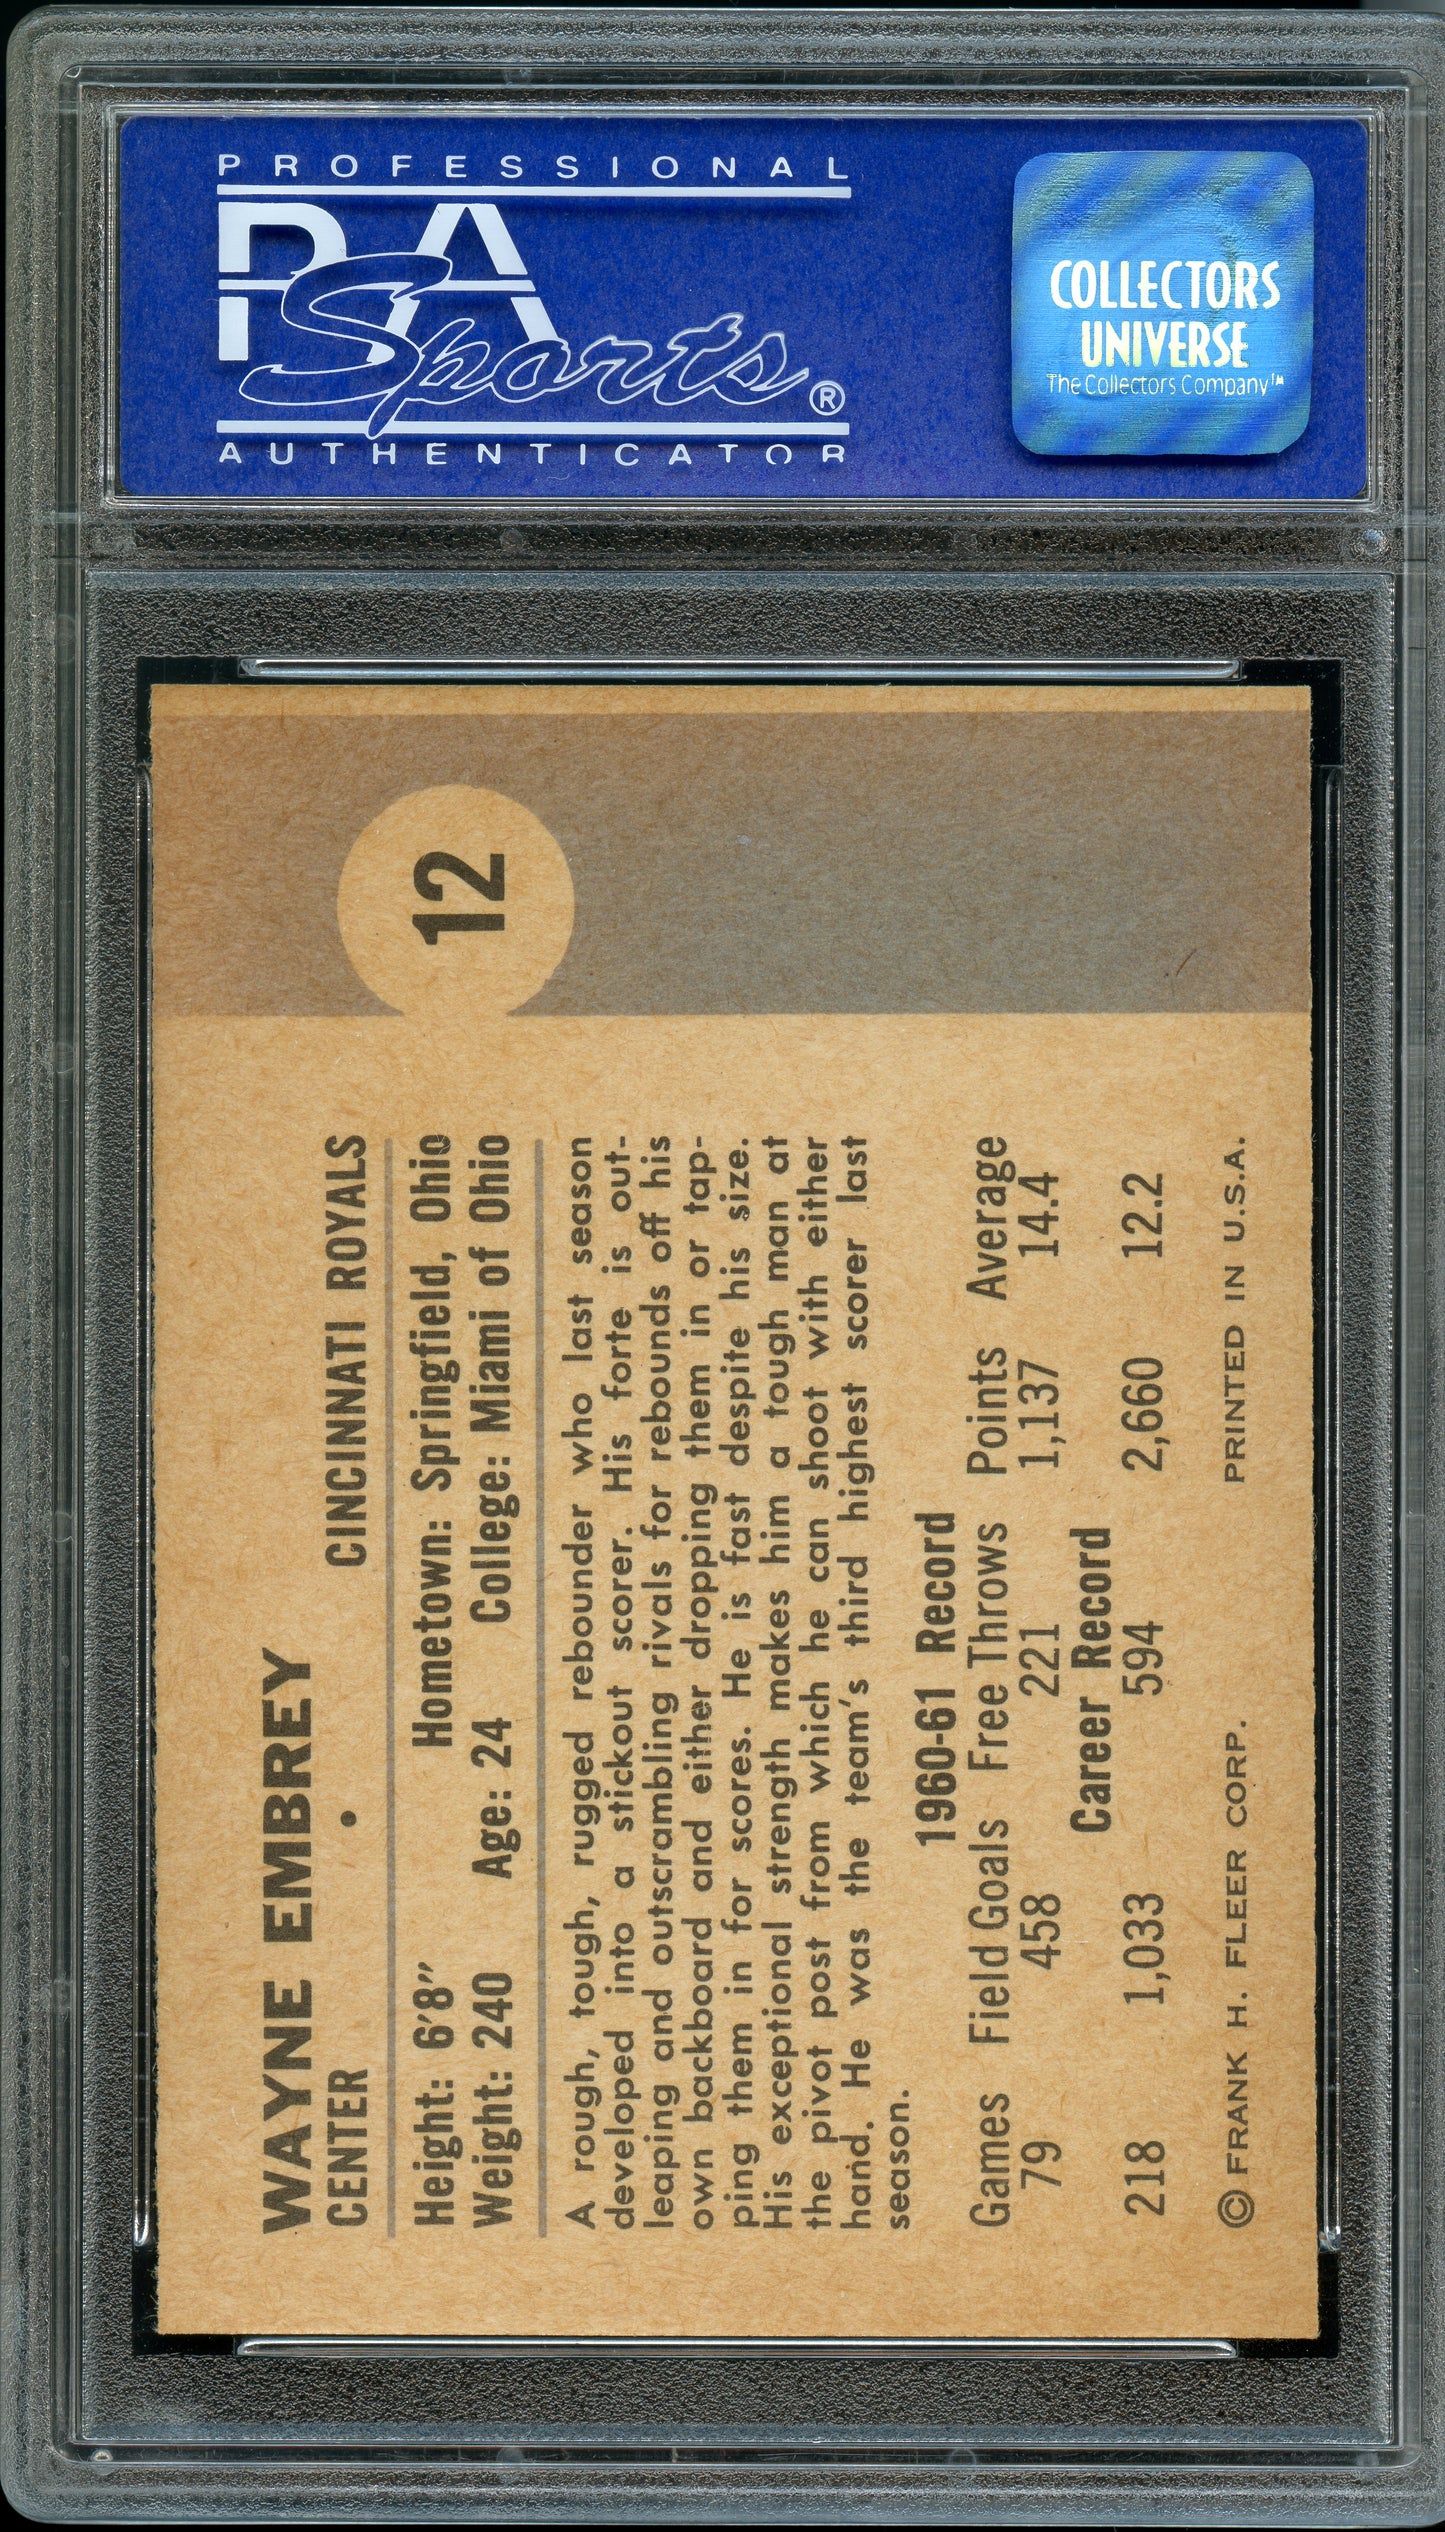 PROFESSIONAL
PSA
Sports®
AUTHENTICATOR
COLLECTORS
UNIVERSE
The Collectors Company™
12
WAYNE EMBREY
CENTER • CINCINNATI ROYALS
Height: 6'8" Hometown: Springfield, Ohio
Weight: 240 Age: 24 College: Miami of Ohio
A rough, tough, rugged rebounder who last season
developed into a stickout scorer. His forte is out-
leaping and outscrambling rivals for rebounds off his
own backboard and either dropping them in or tap-
ping them in for scores. He is fast despite his size.
His exceptional strength makes him a tough man at
the pivot post from which he can shoot with either
hand. He was the team's third highest scorer last
season.
1960-61 Record
Games Field Goals Free Throws Points Average
79 458 221 1,137 14.4
Career Record
218 1,033 594 2,660 12.2
© FRANK H. FLEER CORP. PRINTED IN U.S.A.